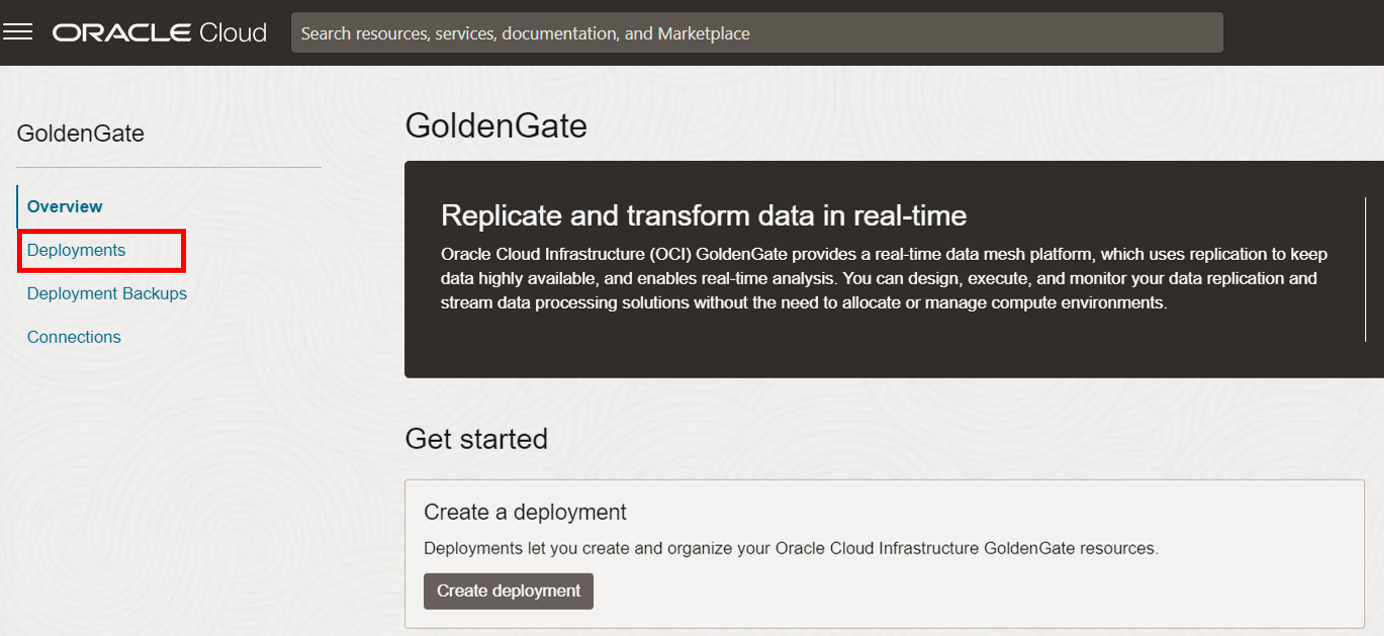 ORACLE Cloud
Search resources, services, documentation, and Marketplace
GoldenGate
Overview
Deployments
Deployment Backups
Connections
GoldenGate
Replicate and transform data in real-time
Oracle Cloud Infrastructure (OCI) GoldenGate provides a real-time data mesh platform, which uses replication to keep
data highly available, and enables real-time analysis. You can design, execute, and monitor your data replication and
stream data processing solutions without the need to allocate or manage compute environments.
Get started
Create a deployment
Deployments let you create and organize your Oracle Cloud Infrastructure GoldenGate resources.
Create deployment